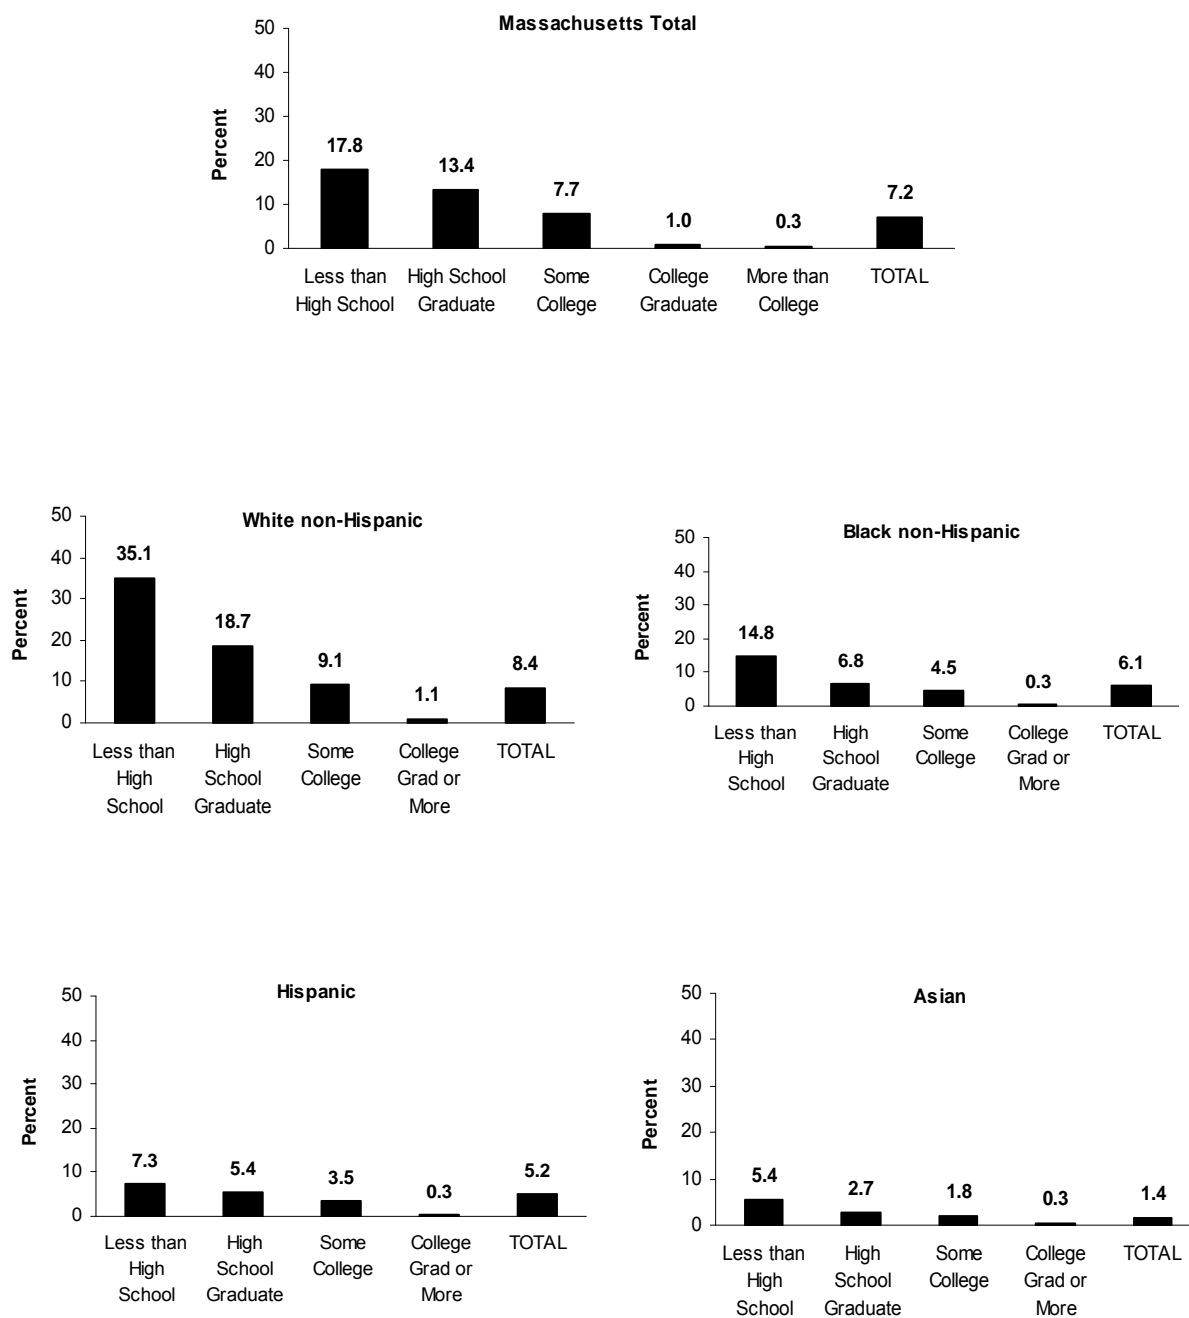 Massachusetts Total
Percent
50
40
30
20
10
0
17.8
13.4
7.7
1.0
0.3
7.2
Less than
High School
High School
Graduate
Some
College
College
Graduate
More than
College
TOTAL
White non-Hispanic
Percent
50
40
30
20
10
0
35.1
18.7
9.1
1.1
8.4
Less than
High
School
High
School
Graduate
Some
College
College
Grad or
More
TOTAL
Black non-Hispanic
Percent
50
40
30
20
10
0
14.8
6.8
4.5
0.3
6.1
Less than
High
School
High
School
Graduate
Some
College
College
Grad or
More
TOTAL
Hispanic
Percent
50
40
30
20
10
0
7.3
5.4
3.5
0.3
5.2
Less than
High
School
High
School
Graduate
Some
College
College
Grad or
More
TOTAL
Asian
Percent
50
40
30
20
10
0
5.4
2.7
1.8
0.3
1.4
Less than
High
School
High
School
Graduate
Some
College
College
Grad or
More
TOTAL